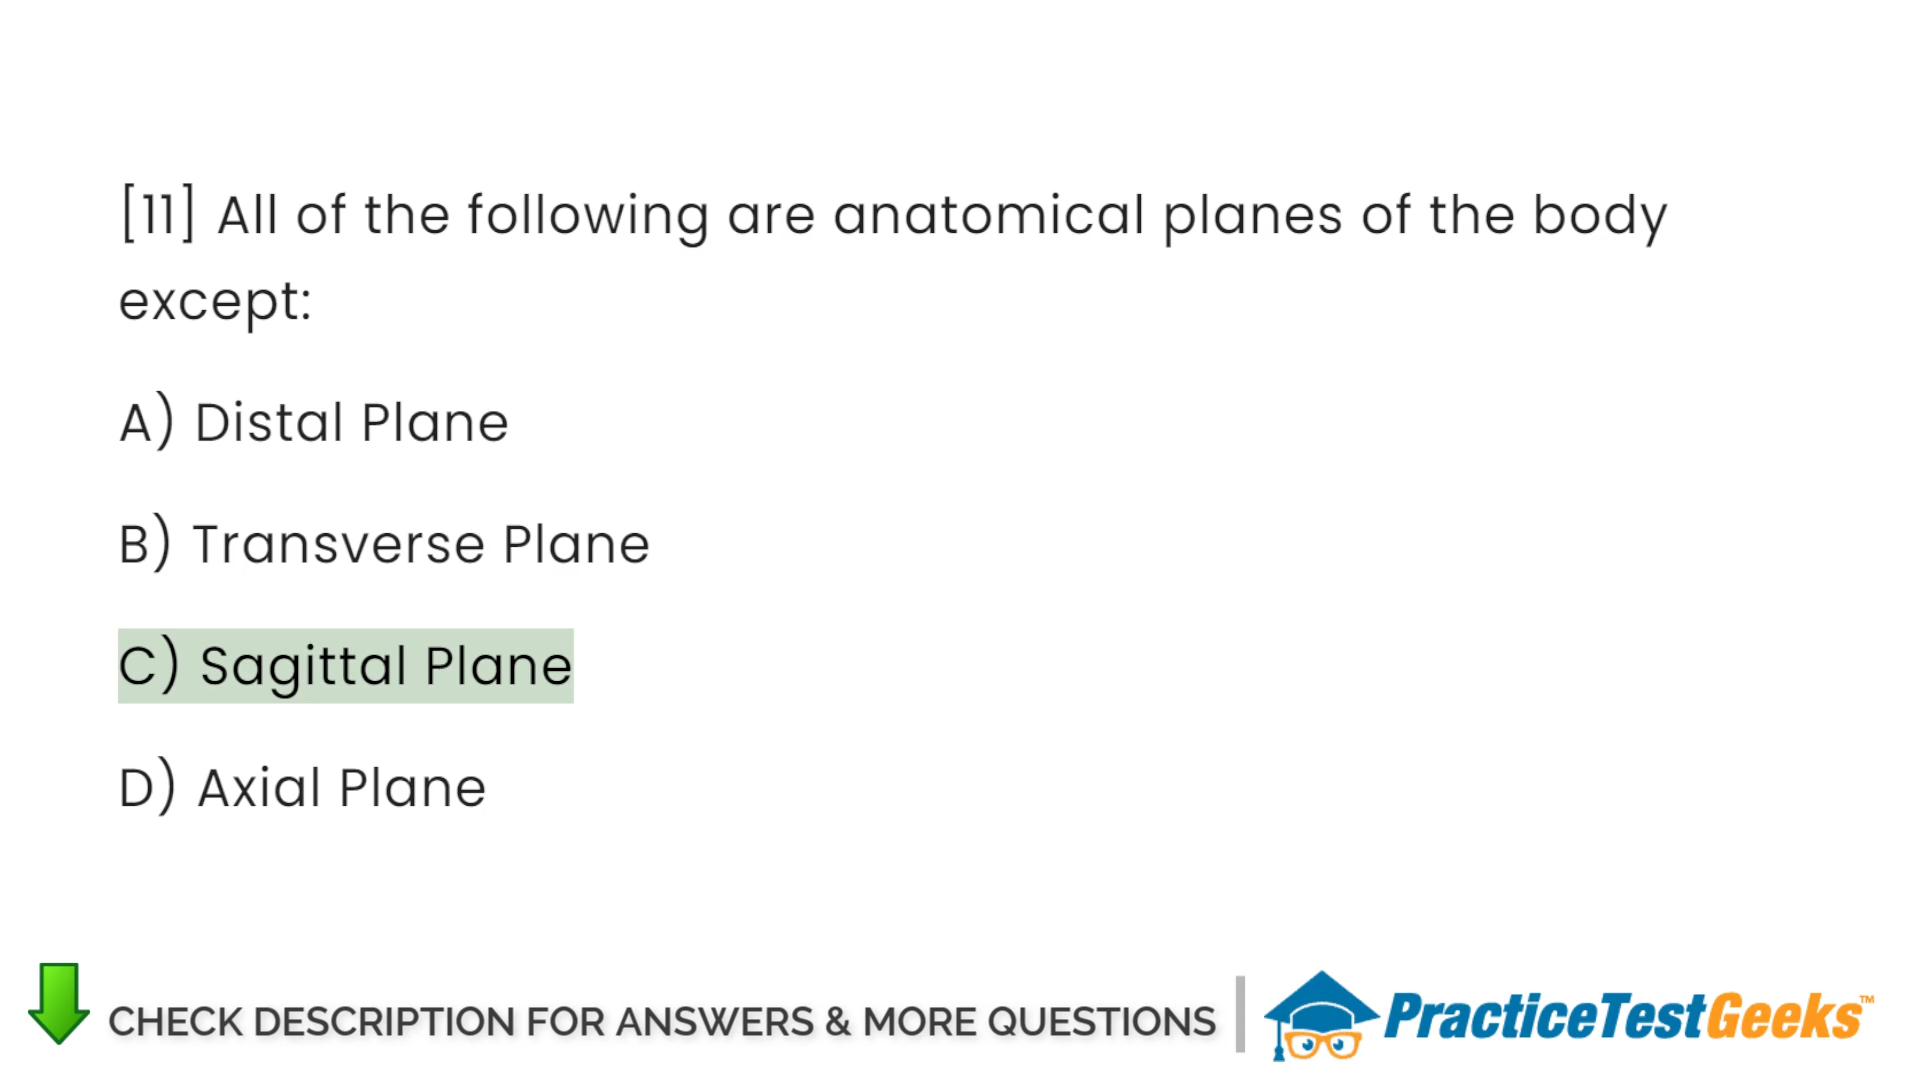 [11] All of the following are anatomical planes of the body
except:
A) Distal Plane
B) Transverse Plane
C) Sagittal Plane
D) Axial Plane
CHECK DESCRIPTION FOR ANSWERS & MORE QUESTIONS
PracticeTestGeeks™